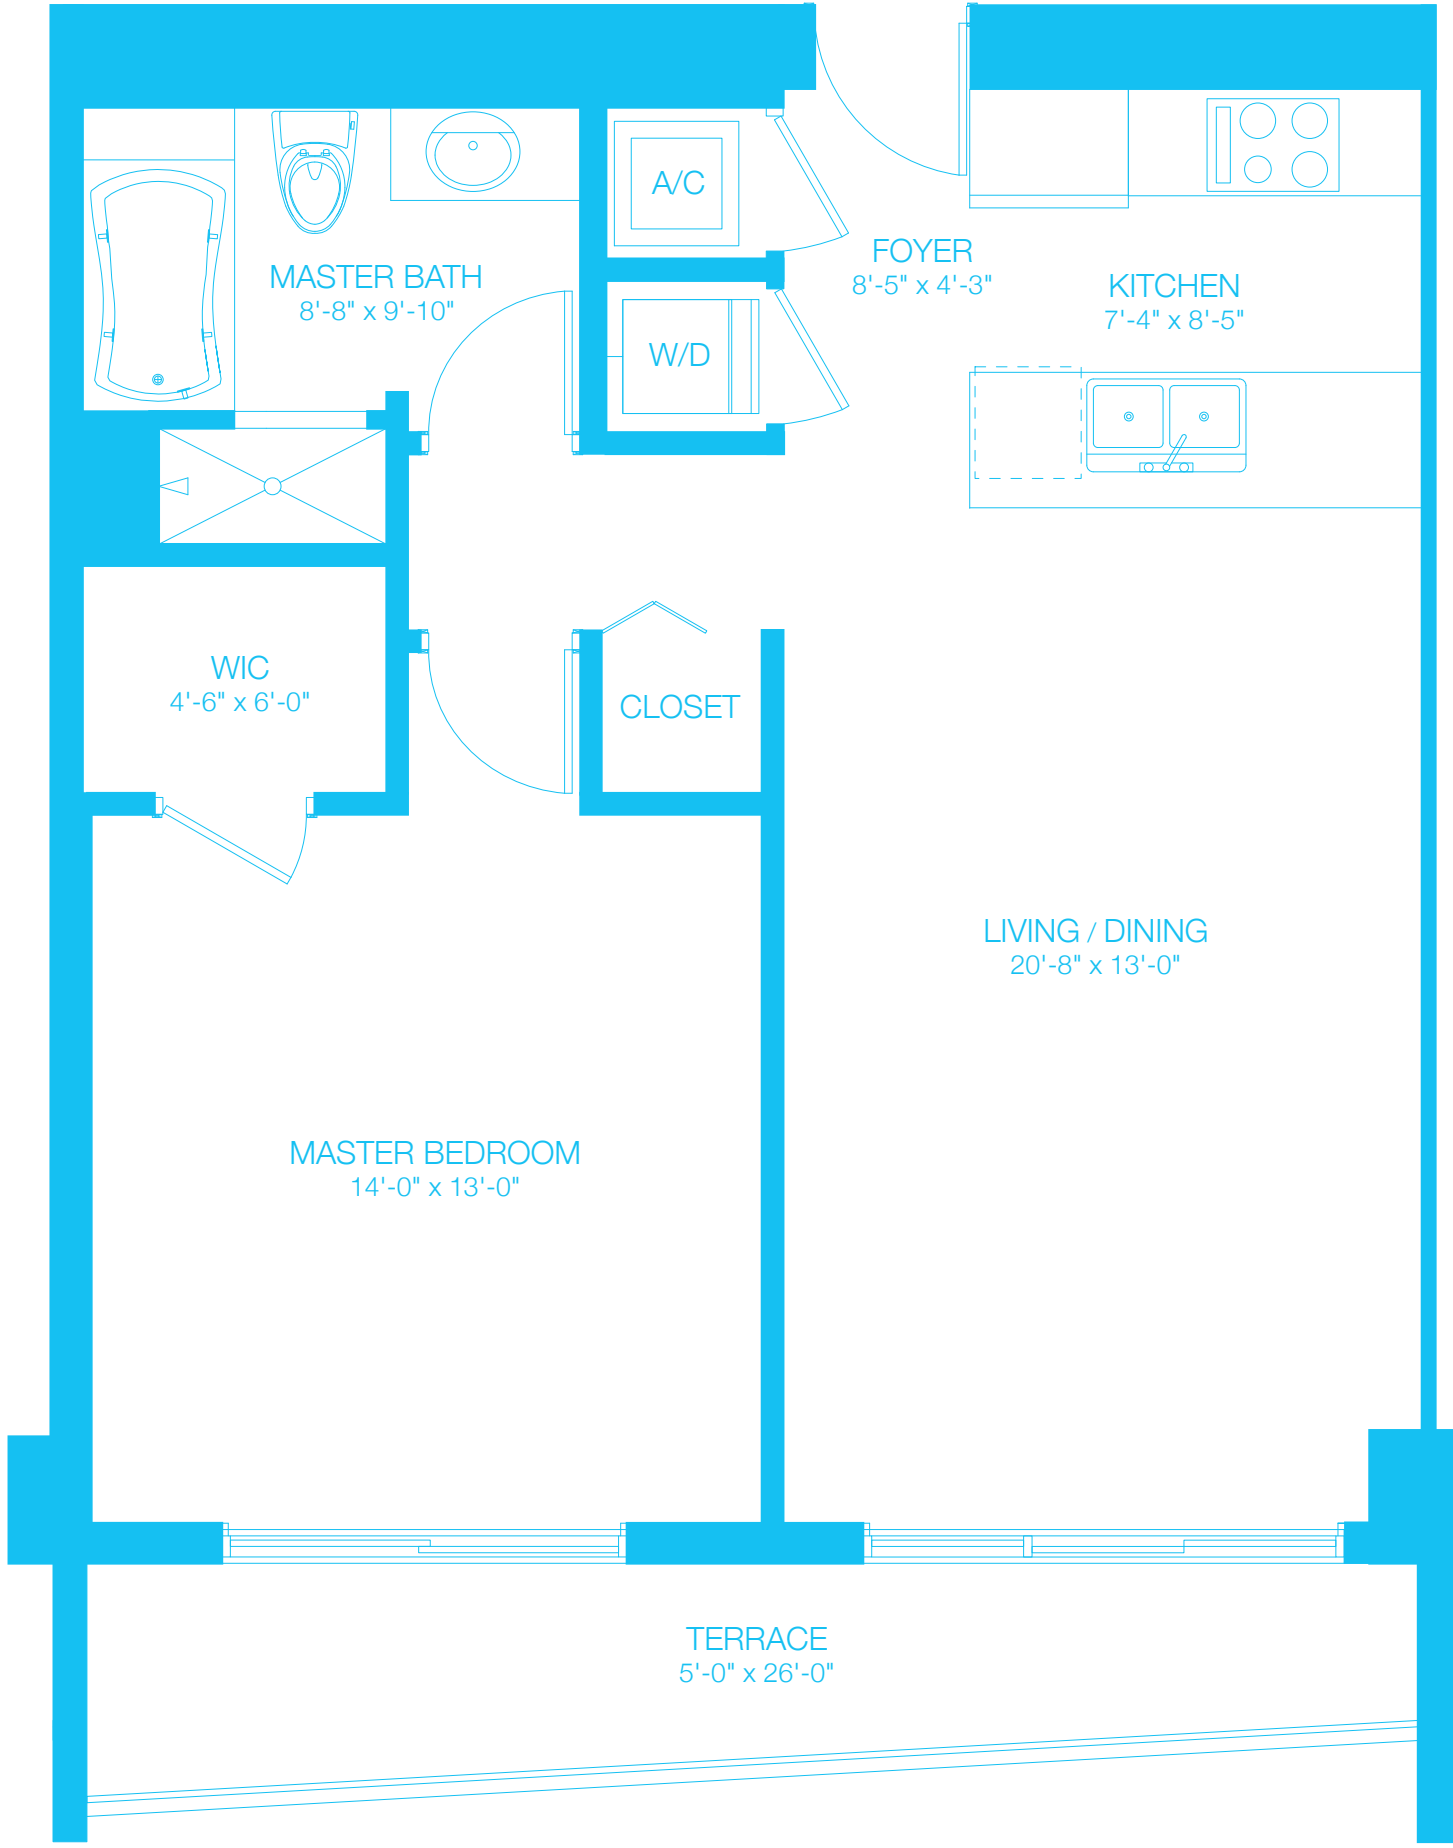 A/C
FOYER
8'-5" x 4'-3"
MASTER BATH
8'-8" x 9'-10"
KITCHEN
7'-4" x 8'-5"
W/D
WIC
4'-6" x 6'-0"
CLOSET
LIVING / DINING
20'-8" x 13'-0"
MASTER BEDROOM
14'-0" x 13'-0"
TERRACE
5'-0" x 26'-0"